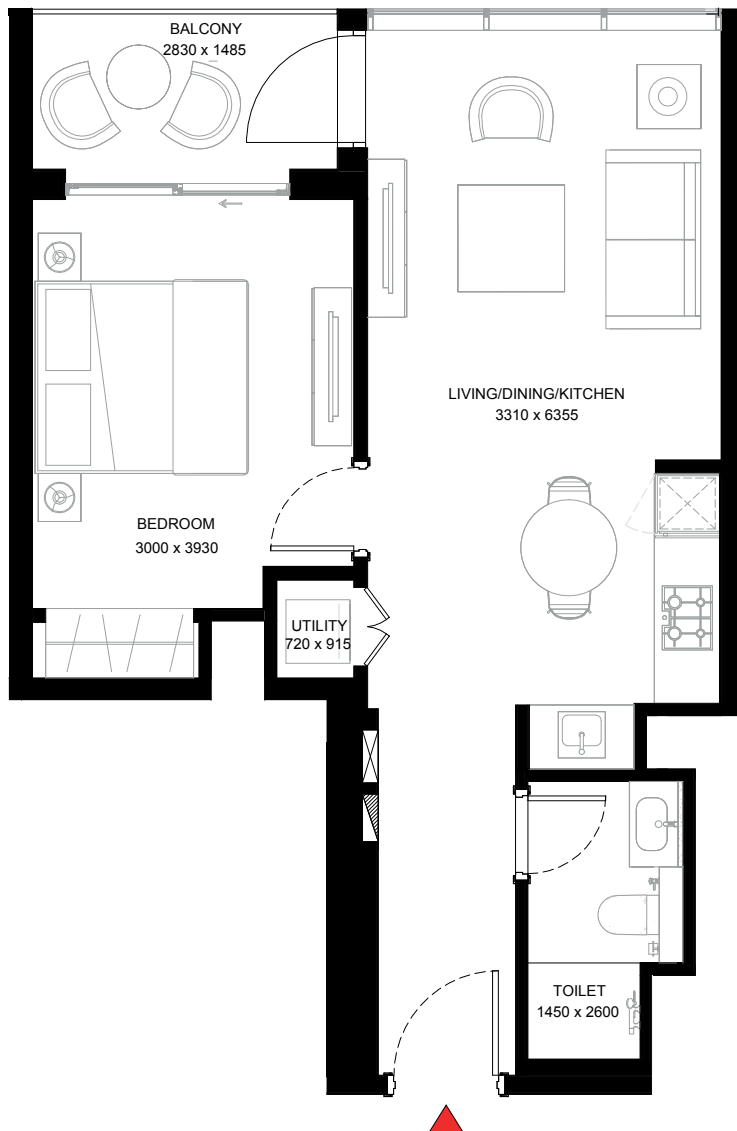 BALCONY
2830 x 1485
LIVING/DINING/KITCHEN
3310 x 6355
BEDROOM
3000 x 3930
UTILITY
720 x 915
TOILET
1450 x 2600